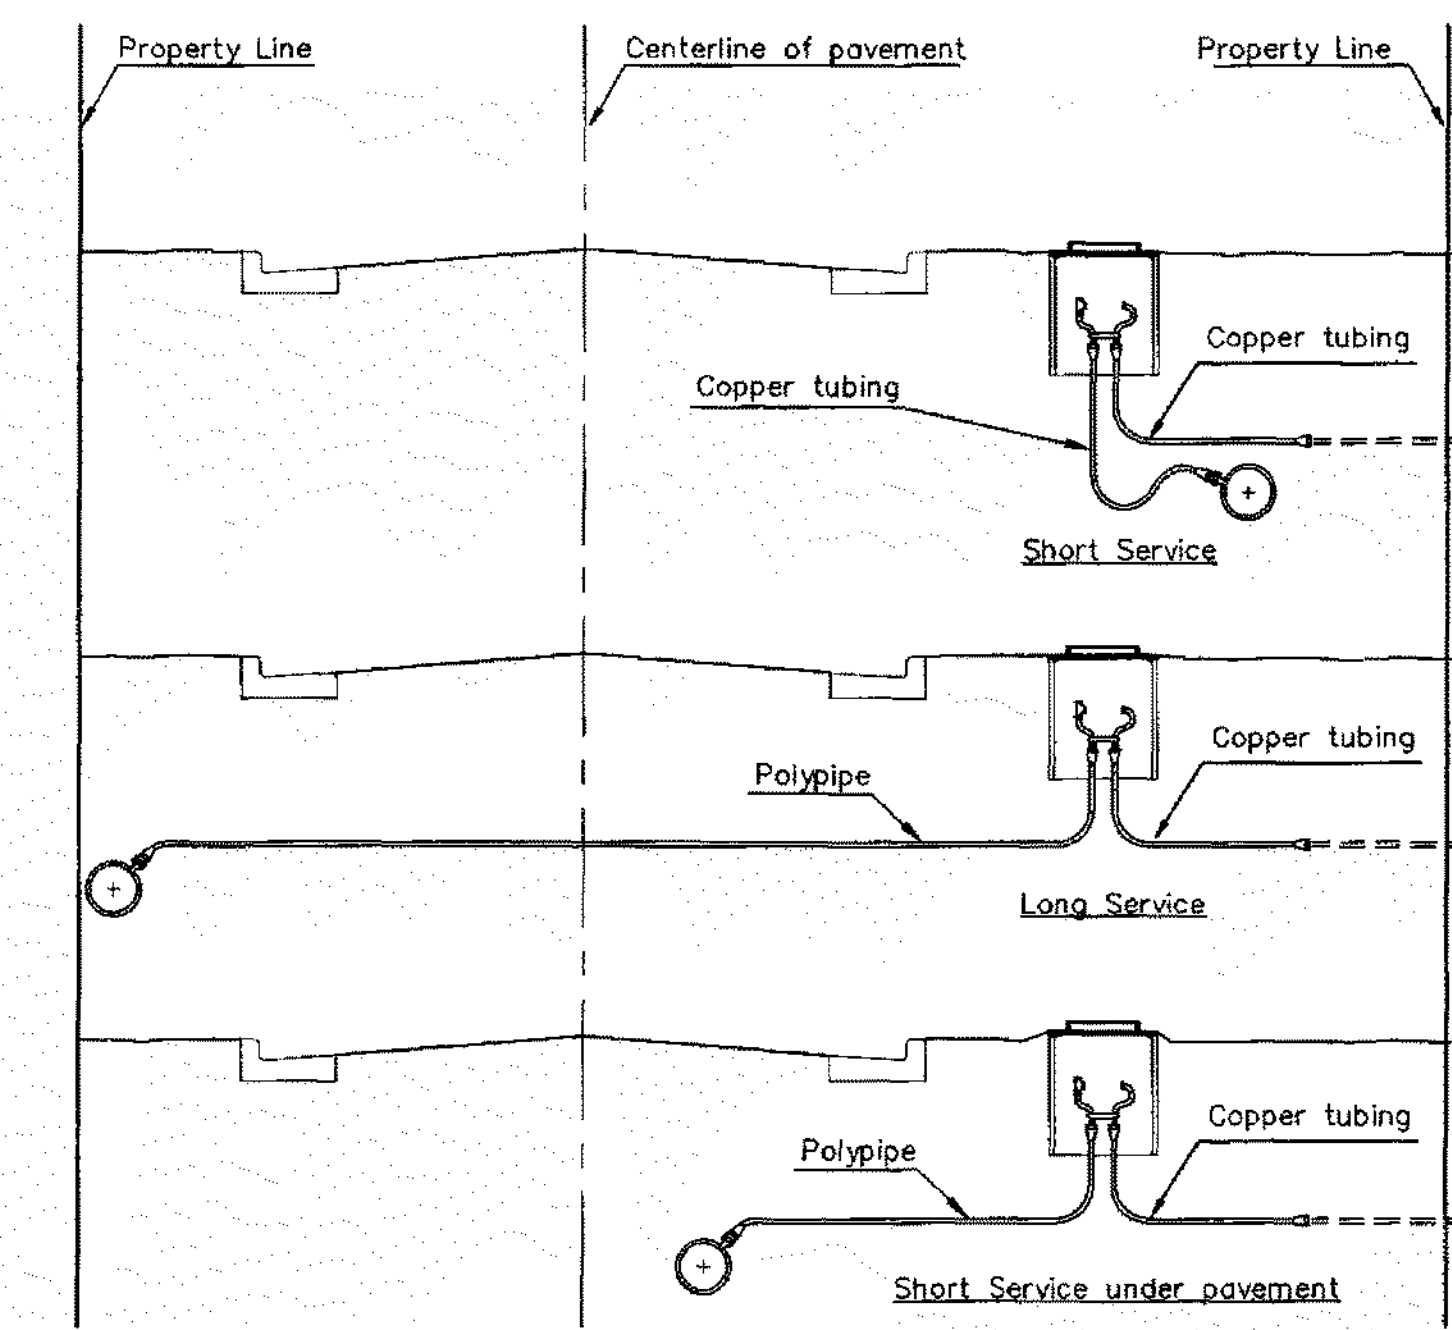 Property Line
Centerline of pavement
Property Line
Copper tubing
Copper tubing
Short Service
Copper tubing
Polypipe
Long Service
Copper tubing
Polypipe
Short Service under pavement